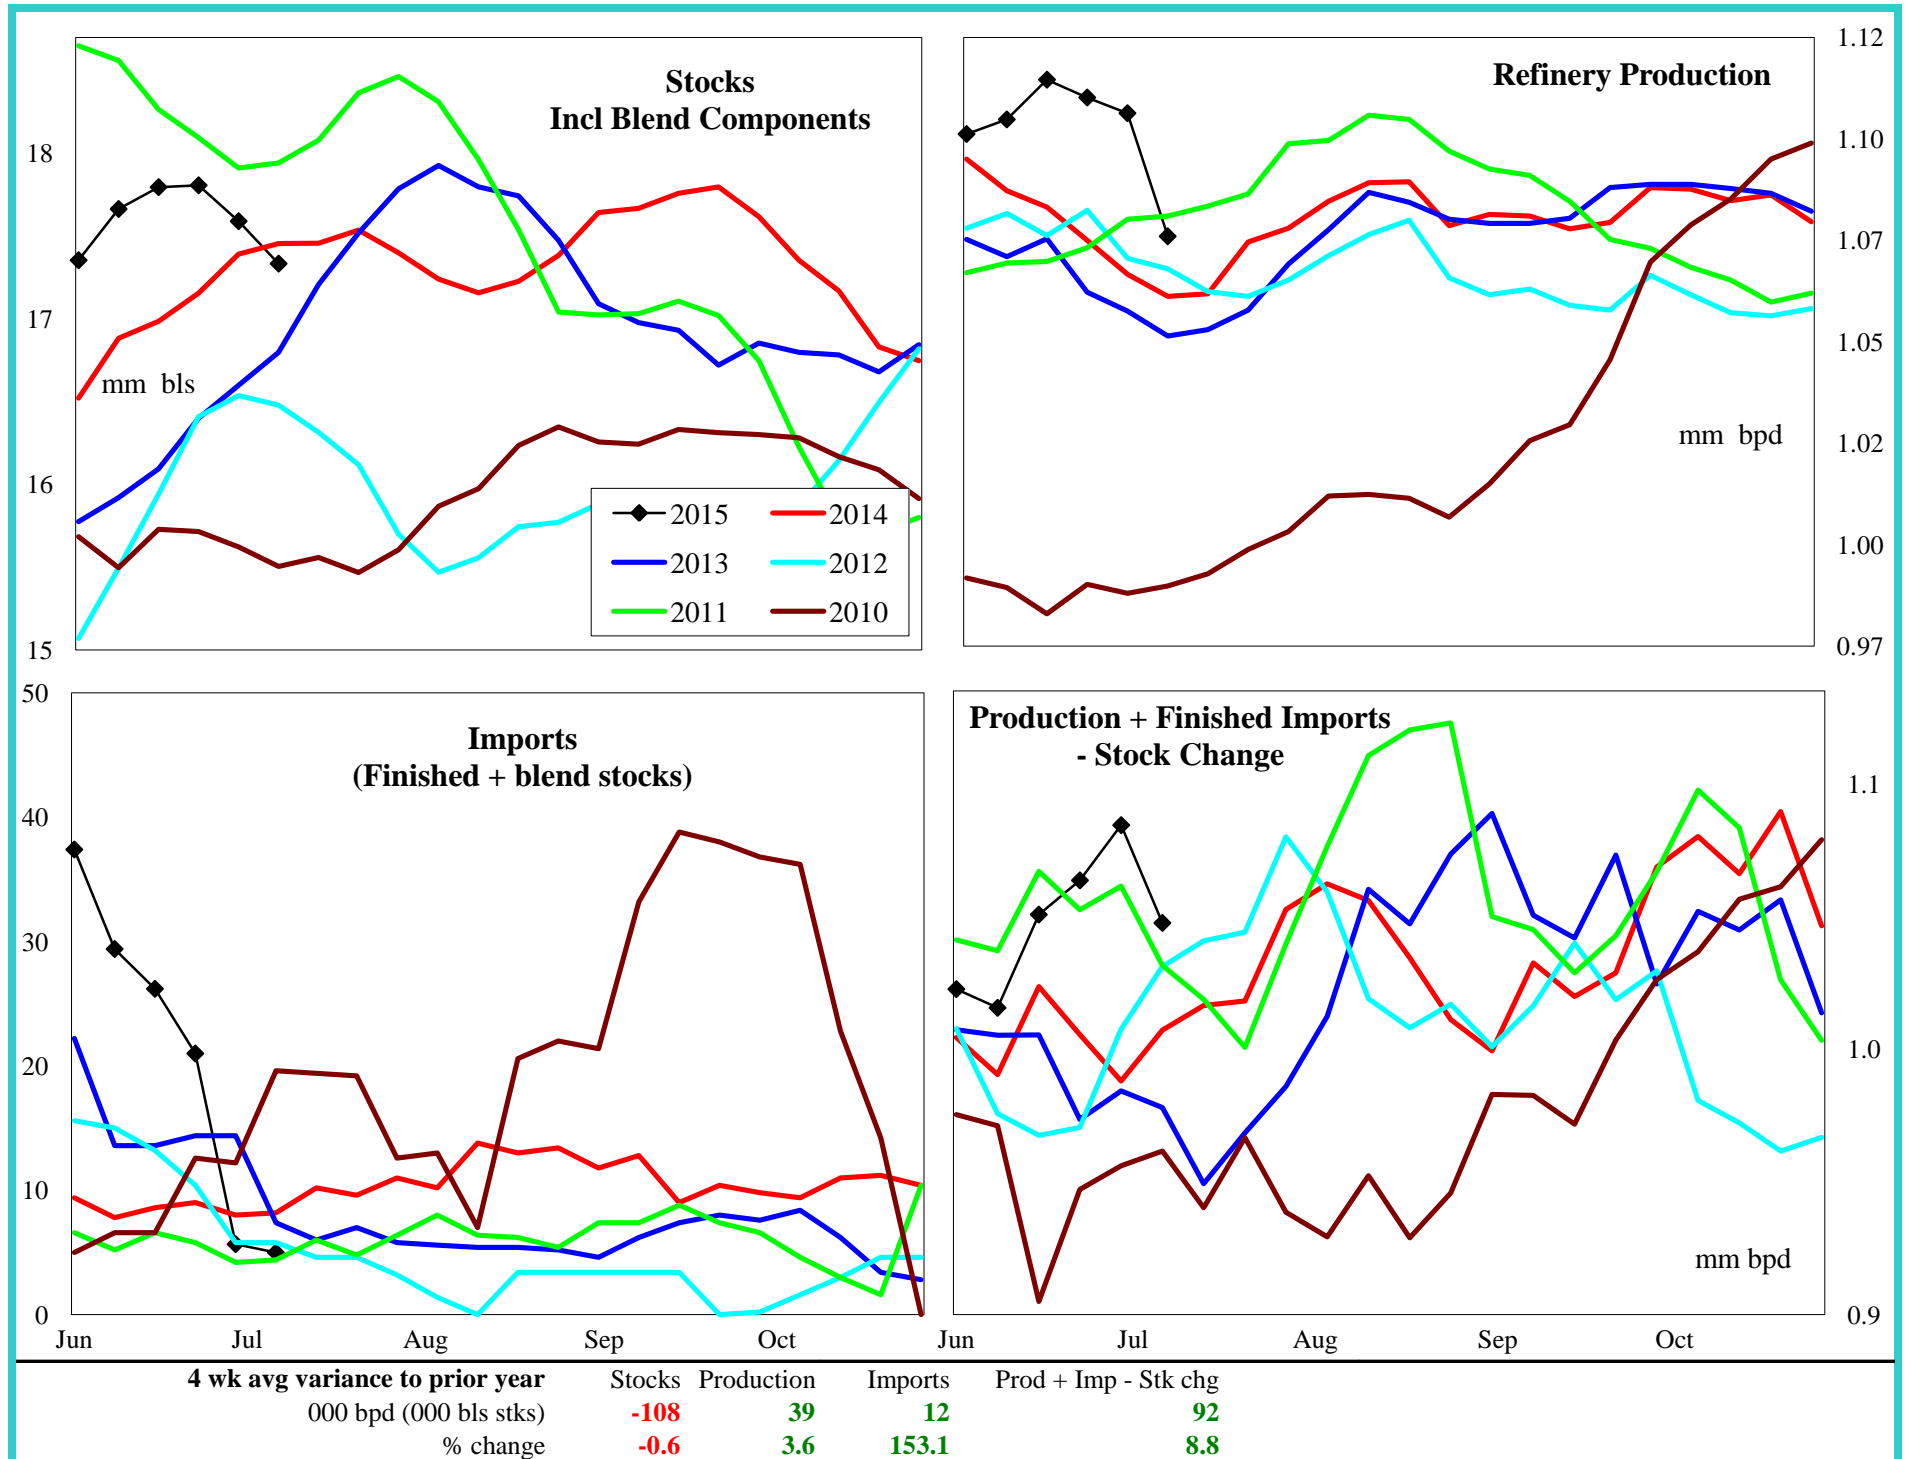 Stocks
Incl Blend Components
18
17
mm bls
16
15
2015 2014
2013 2012
2011 2010
Refinery Production
1.12
1.10
1.07
1.05
mm bpd
1.02
1.00
0.97
Imports
(Finished + blend stocks)
50
40
30
20
10
0
Jun Jul Aug Sep Oct
Production + Finished Imports
- Stock Change
1.1
1.0
mm bpd
0.9
Jun Jul Aug Sep Oct
4 wk avg variance to prior year Stocks Production Imports Prod + Imp - Stk chg
000 bpd (000 bls stks) -108 39 12 92
% change -0.6 3.6 153.1 8.8